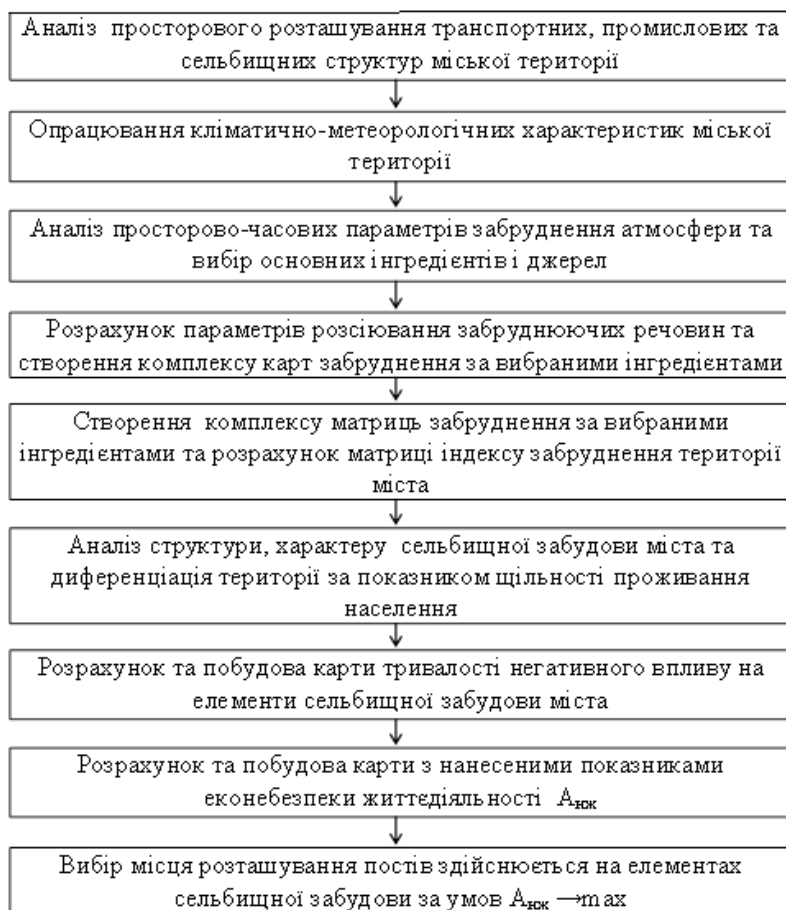 Аналіз просторового розташування транспортних, промислових та
сельбищних структур міської території
Опрацювання кліматично-метеорологічних характеристик міської
території
Аналіз просторово-часових параметрів забруднення атмосфери та
вибір основних інгредієнтів і джерел
Розрахунок параметрів розсіювання забруднюючих речовин та
створення комплексу карт забруднення за вибраними інгредієнтами
Створення комплексу матриць забруднення за вибраними
інгредієнтами та розрахунок матриці індексу забруднення території
міста
Аналіз структури, характеру сельбищної забудови міста та
диференціація території за показником щільності проживання
населення
Розрахунок та побудова карти тривалості негативного впливу на
елементи сельбищної забудови міста
Розрахунок та побудова карти з нанесеними показниками
еконебезпеки життєдіяльності Анж
Вибір місця розташування постів здійснюється на елементах
сельбищної забудови за умов Анж →max